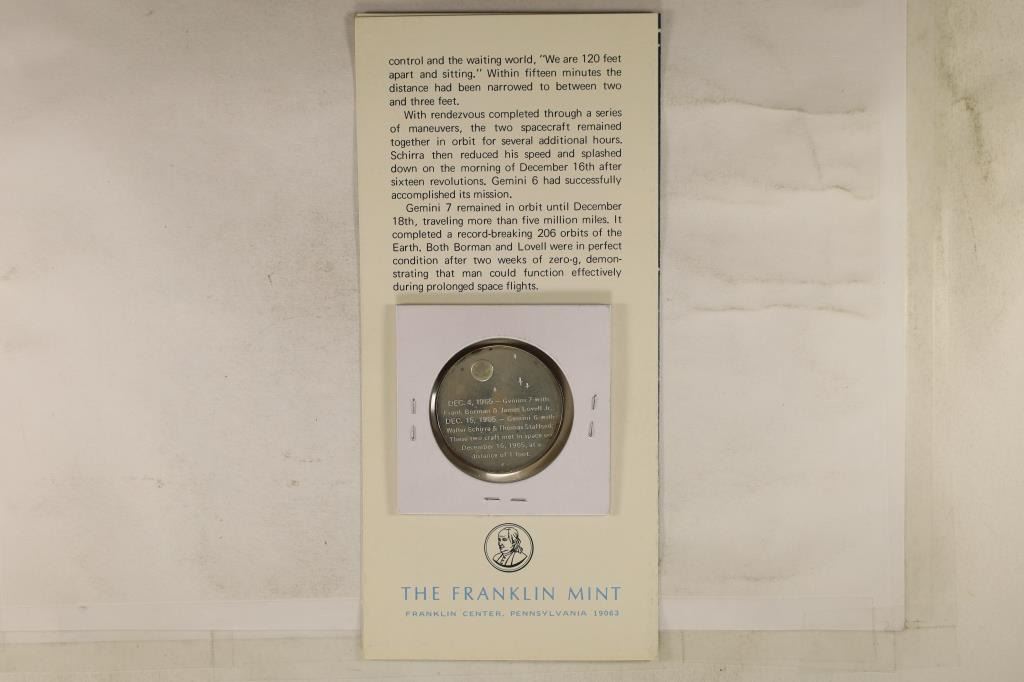 control and the waiting world, "We are 120 feet
apart and sitting." Within fifteen minutes the
distance had been narrowed to between two
and three feet.
With rendezvous completed through a series
of maneuvers, the two spacecraft remained
together in orbit for several additional hours.
Schirra then reduced his speed and splashed
down on the morning of December 16th after
sixteen revolutions. Gemini 6 had successfully
accomplished its mission.
Gemini 7 remained in orbit until December
18th, traveling more than five million miles. It
completed a record-breaking 206 orbits of the
Earth. Both Borman and Lovell were in perfect
condition after two weeks of zero-g, demon-
strating that man could function effectively
during prolonged space flights.
DEC. 4, 1965 — Gemini 7 with
Frank Borman & James Lovell Jr.,
DEC. 15, 1965 — Gemini 6 with
Walter Schirra & Thomas Stafford.
These two craft met in space on
December 15, 1965, at a
distance of 1 foot.
THE FRANKLIN MINT
FRANKLIN CENTER, PENNSYLVANIA 19063